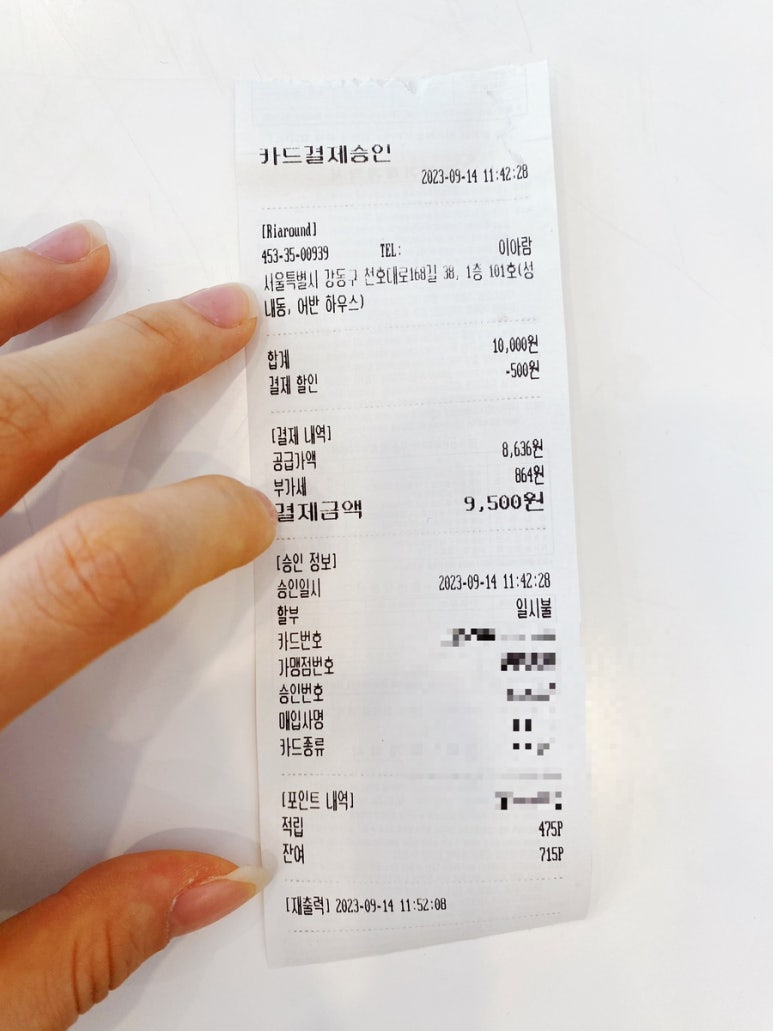 카드결제승인
2023-09-14 11:42:28
[Riaround]
453-35-00939 TEL: 이아람
서울특별시 강동구 천호대로168길 38, 1층 101호(성
내동, 어반 하우스)
합계 10,000원
결제 할인 -500원
[결제 내역]
공급가액 8,636원
부가세 864원
결제금액 9,500원
[승인 정보]
승인일시 2023-09-14 11:42:28
할부 일시불
카드번호
가맹점번호
승인번호
매입사명
카드종류
[포인트 내역]
적립 475P
잔여 715P
[재출력] 2023-09-14 11:52:08